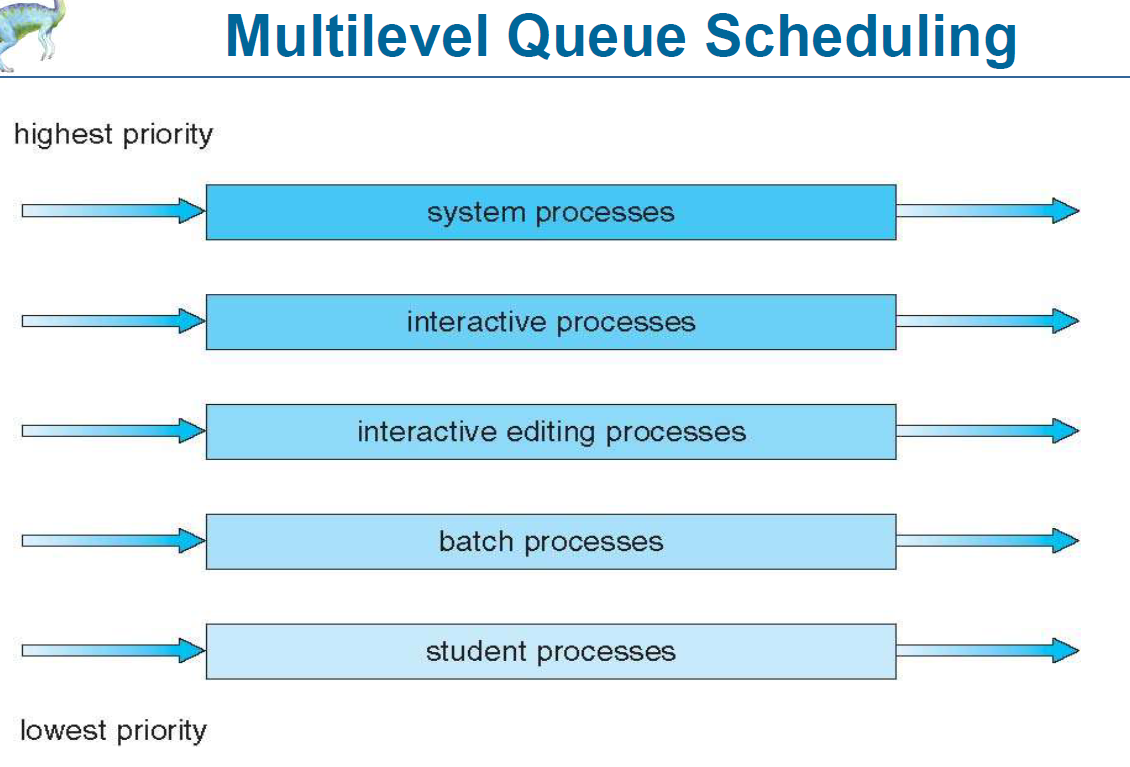 Multilevel Queue Scheduling
highest priority
system processes
interactive processes
interactive editing processes
batch processes
student processes
lowest priority